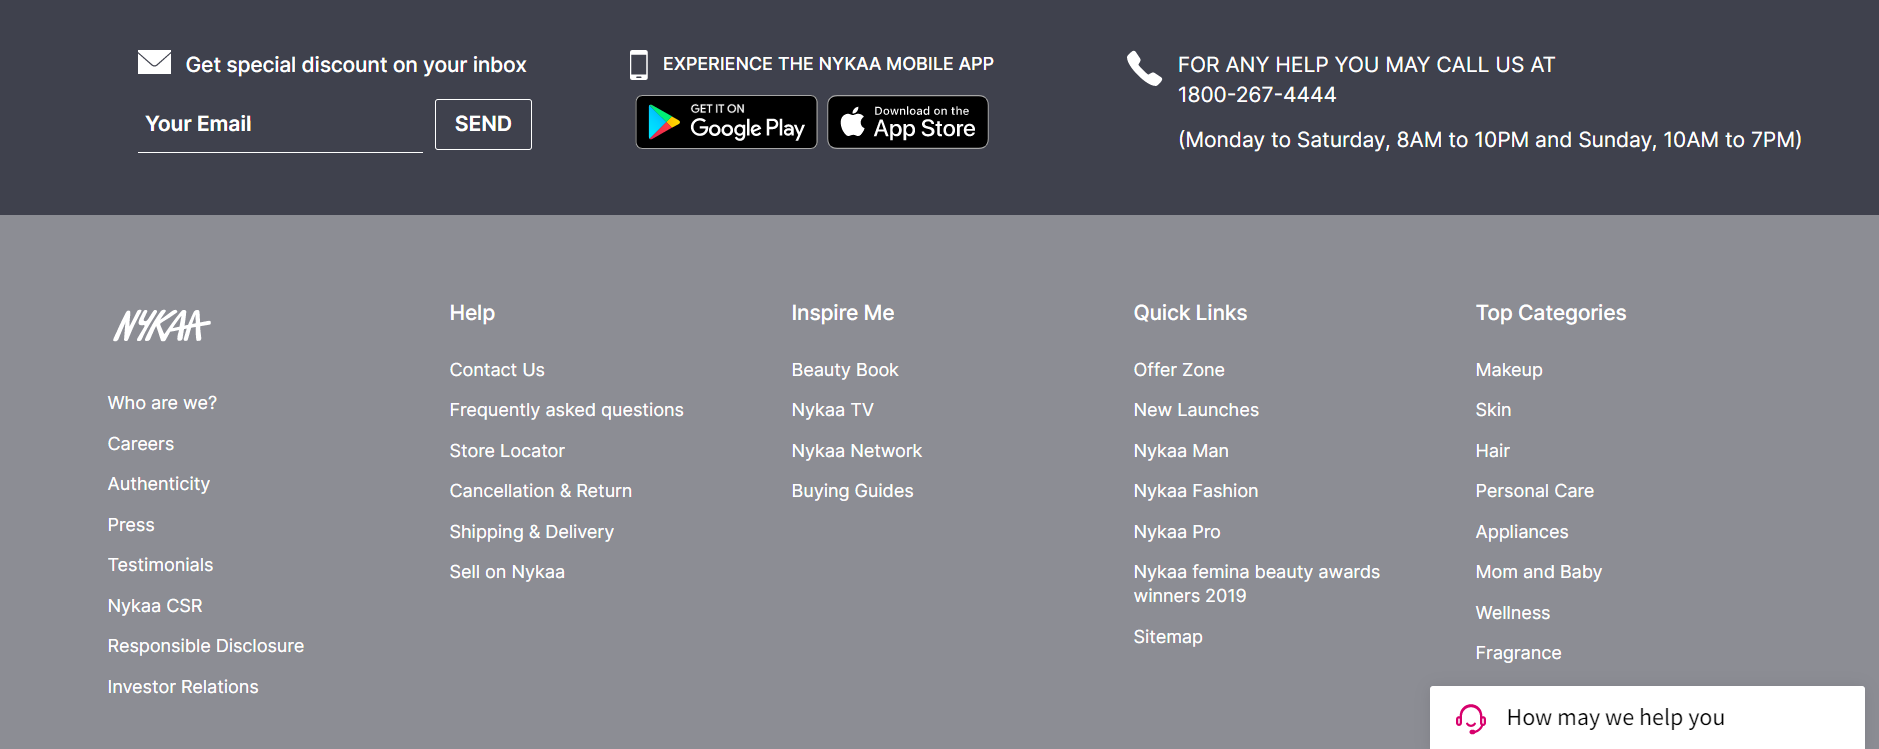 Get special discount on your inbox
Your Email
SEND
EXPERIENCE THE NYKAA MOBILE APP
GET IT ON
Google Play
Download on the
App Store
FOR ANY HELP YOU MAY CALL US AT
1800-267-4444
(Monday to Saturday, 8AM to 10PM and Sunday, 10AM to 7PM)
NYKAA
Who are we?
Careers
Authenticity
Press
Testimonials
Nykaa CSR
Responsible Disclosure
Investor Relations
Help
Contact Us
Frequently asked questions
Store Locator
Cancellation & Return
Shipping & Delivery
Sell on Nykaa
Inspire Me
Beauty Book
Nykaa TV
Nykaa Network
Buying Guides
Quick Links
Offer Zone
New Launches
Nykaa Man
Nykaa Fashion
Nykaa Pro
Nykaa femina beauty awards
winners 2019
Sitemap
Top Categories
Makeup
Skin
Hair
Personal Care
Appliances
Mom and Baby
Wellness
Fragrance
How may we help you